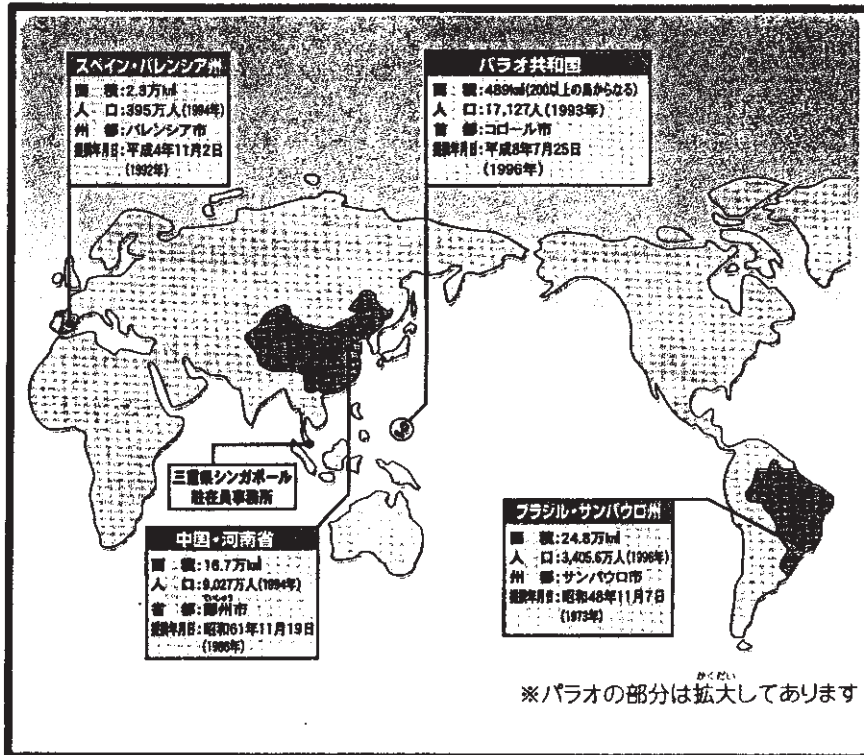 スペイン・バレンシア州
面 積:2.3万㎢
人 口:395万人(1994年)
州 都:バレンシア市
提携年月日:平成4年11月2日
(1992年)
パラオ共和国
面 積:489㎢(200以上の島からなる)
人 口:17,127人(1993年)
首 都:コロール市
提携年月日:平成8年7月25日
(1996年)
三重県シンガポール
駐在員事務所
中国・河南省
面 積:16.7万㎢
人 口:9,027万人(1994年)
省 都:鄭州市
提携年月日:昭和61年11月19日
(1986年)
ブラジル・サンパウロ州
面 積:24.8万㎢
人 口:3,405.6万人(1996年)
州 都:サンパウロ市
提携年月日:昭和48年11月7日
(1973年)
かくだい
※パラオの部分は拡大してあります